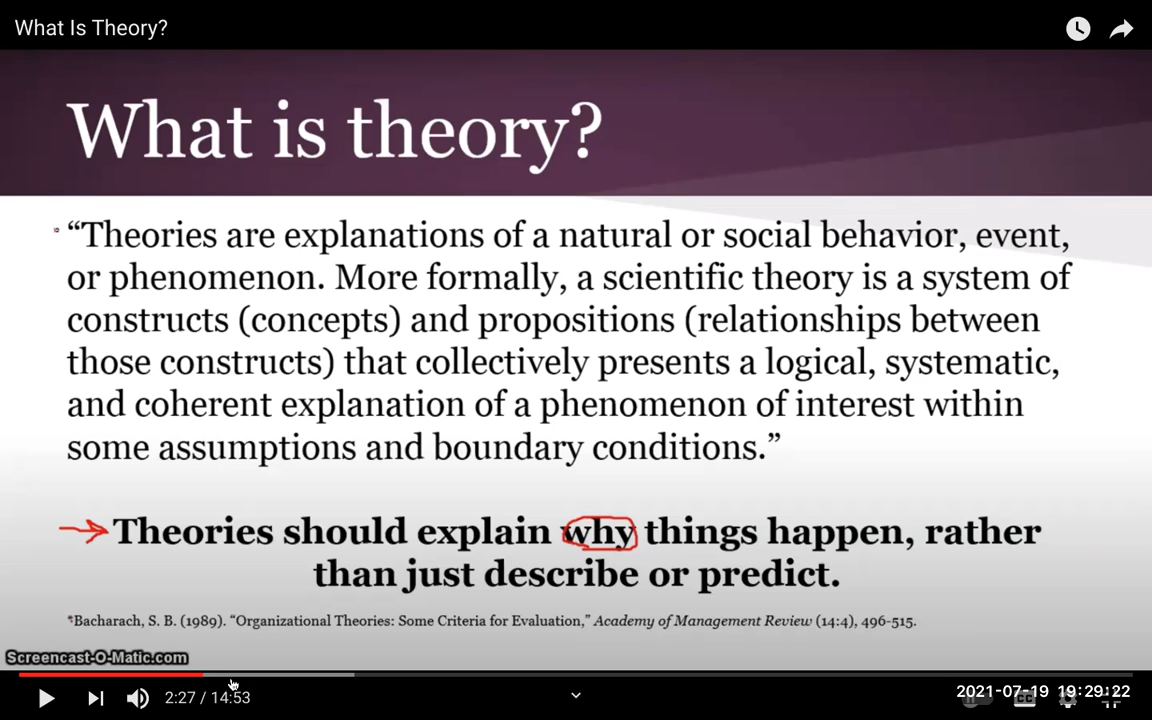 What Is Theory?
What is theory?
“Theories are explanations of a natural or social behavior, event,
or phenomenon. More formally, a scientific theory is a system of
constructs (concepts) and propositions (relationships between
those constructs) that collectively presents a logical, systematic,
and coherent explanation of a phenomenon of interest within
some assumptions and boundary conditions.”
Theories should explain why things happen, rather
than just describe or predict.
*Bacharach, S. B. (1989). “Organizational Theories: Some Criteria for Evaluation,” Academy of Management Review (14:4), 496-515.
Screencast-O-Matic.com
2:27 / 14:53
2021-07-19 19:29:22
CC